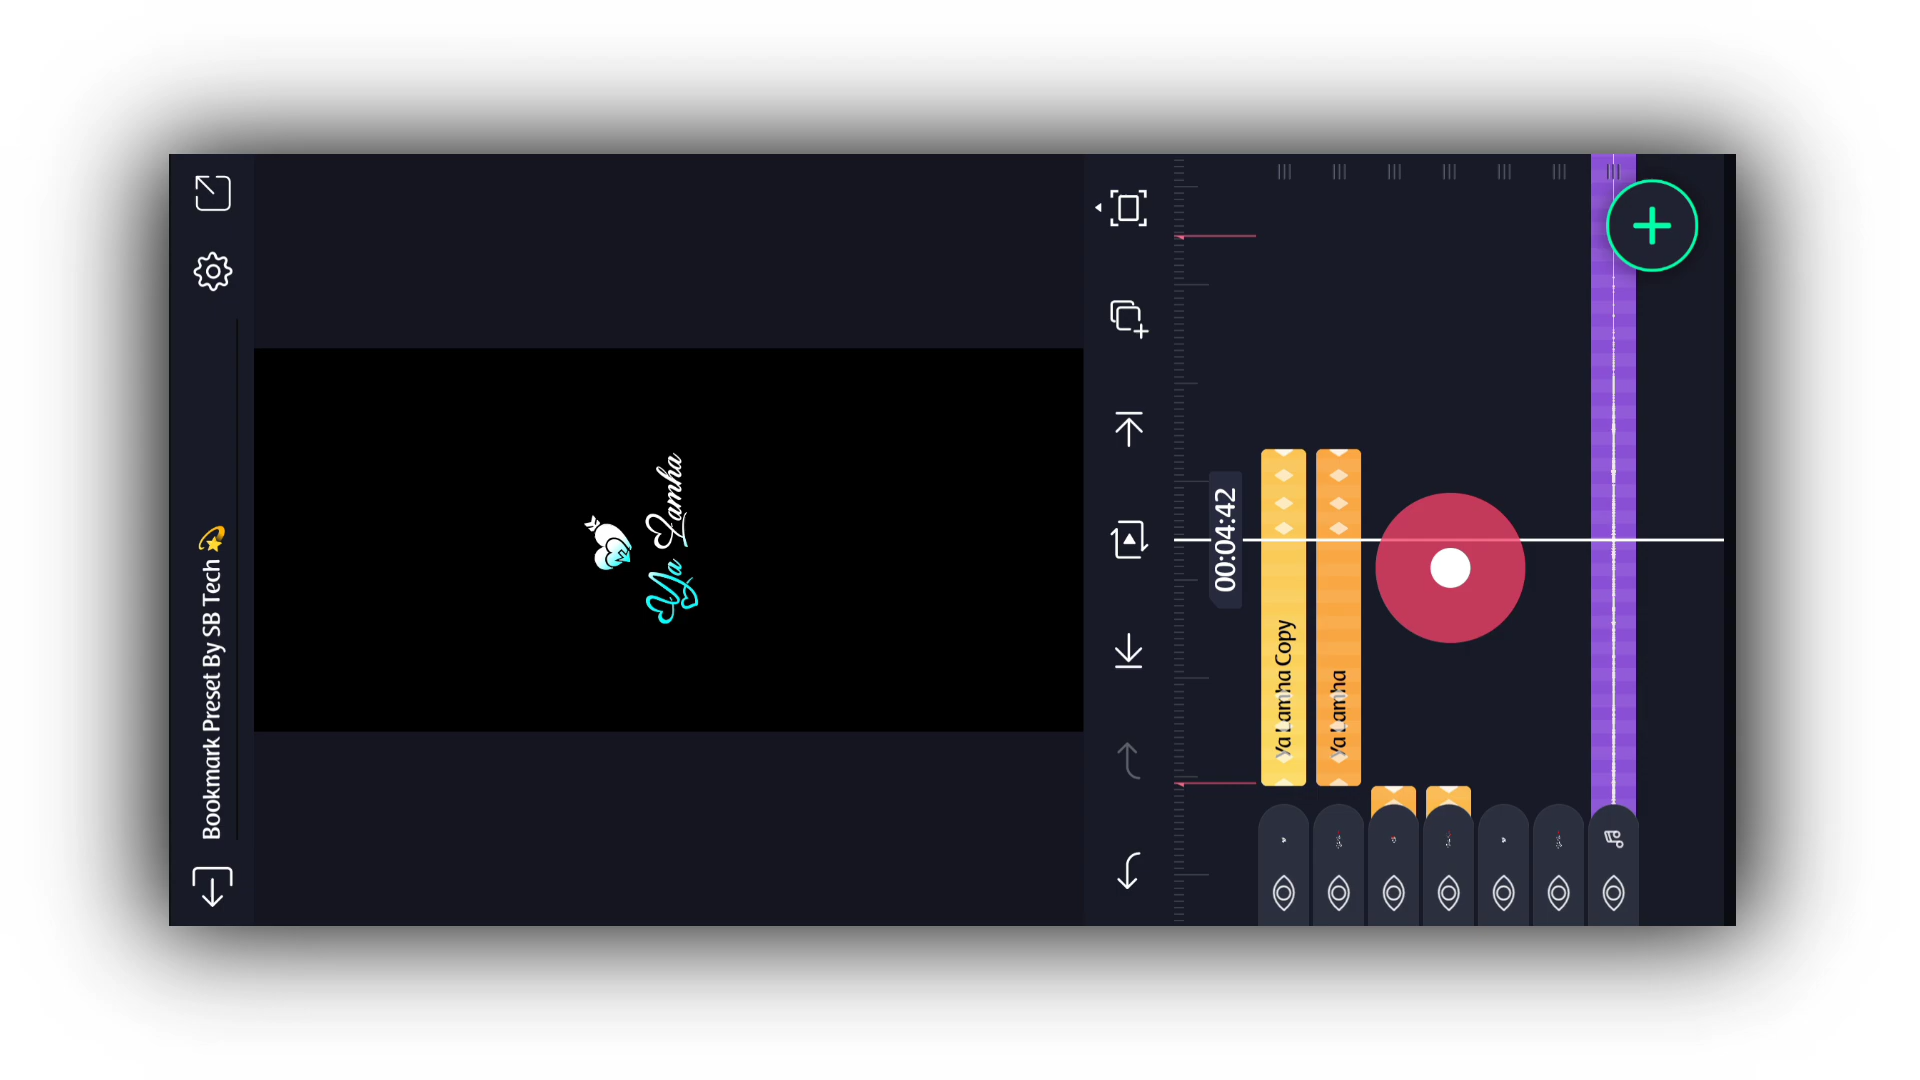 Bookmark Preset By SB Tech 💫
Ya Lamha
00:04:42
Ya Lamha Copy
Ya Lamha